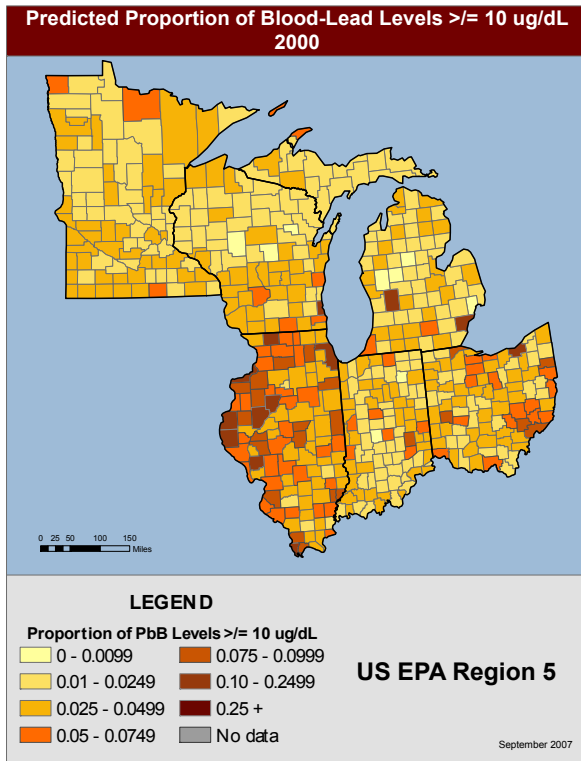 Predicted Proportion of Blood-Lead Levels >/= 10 ug/dL
2000
0 25 50 100 150
Miles
LEGEND
Proportion of PbB Levels >/= 10 ug/dL
0 - 0.0099
0.01 - 0.0249
0.025 - 0.0499
0.05 - 0.0749
0.075 - 0.0999
0.10 - 0.2499
0.25 +
No data
US EPA Region 5
September 2007